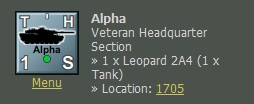 T H
Alpha
1 S
Menu
Alpha
Veteran Headquarter
Section
» 1 x Leopard 2A4 (1 x
Tank)
» Location: 1705